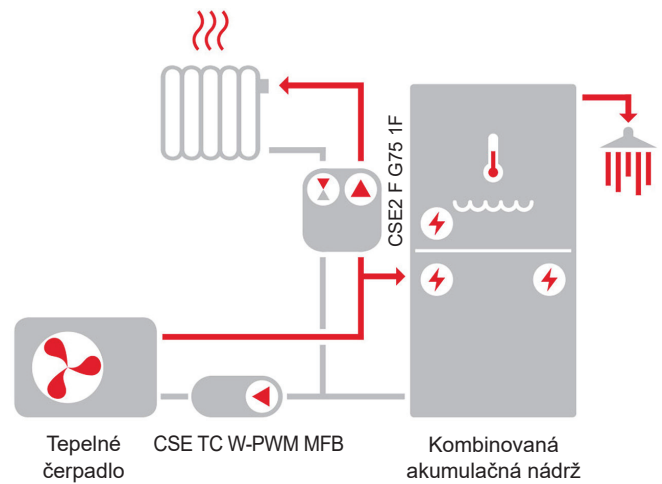 CSE2 F G75 1F
Tepelné
čerpadlo
CSE TC W-PWM MFB
Kombinovaná
akumulačná nádrž